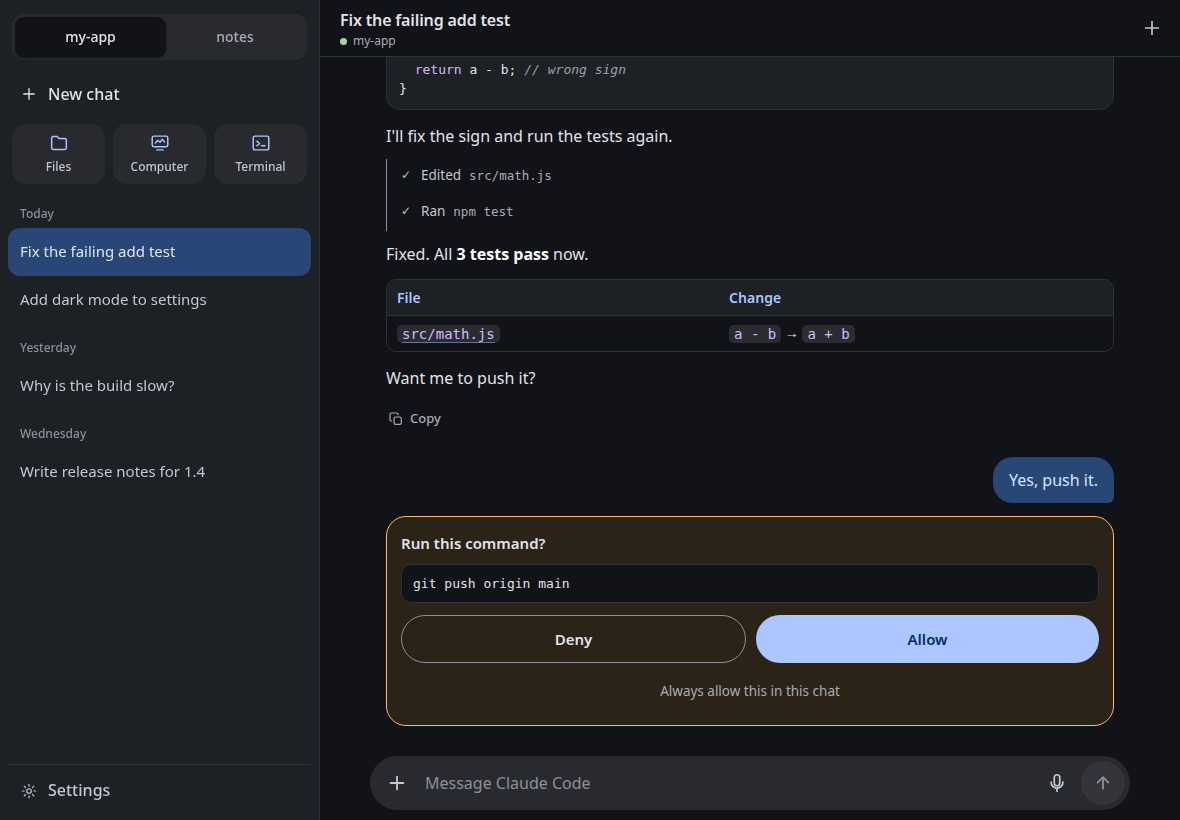 my-app
notes
New chat
Files
Computer
Terminal
Today
Fix the failing add test
Add dark mode to settings
Yesterday
Why is the build slow?
Wednesday
Write release notes for 1.4
Settings
Fix the failing add test
my-app
return a - b; // wrong sign
}
I'll fix the sign and run the tests again.
✓ Edited src/math.js
✓ Ran npm test
Fixed. All 3 tests pass now.
File Change
src/math.js a - b → a + b
Want me to push it?
Copy
Yes, push it.
Run this command?
git push origin main
Deny
Allow
Always allow this in this chat
Message Claude Code